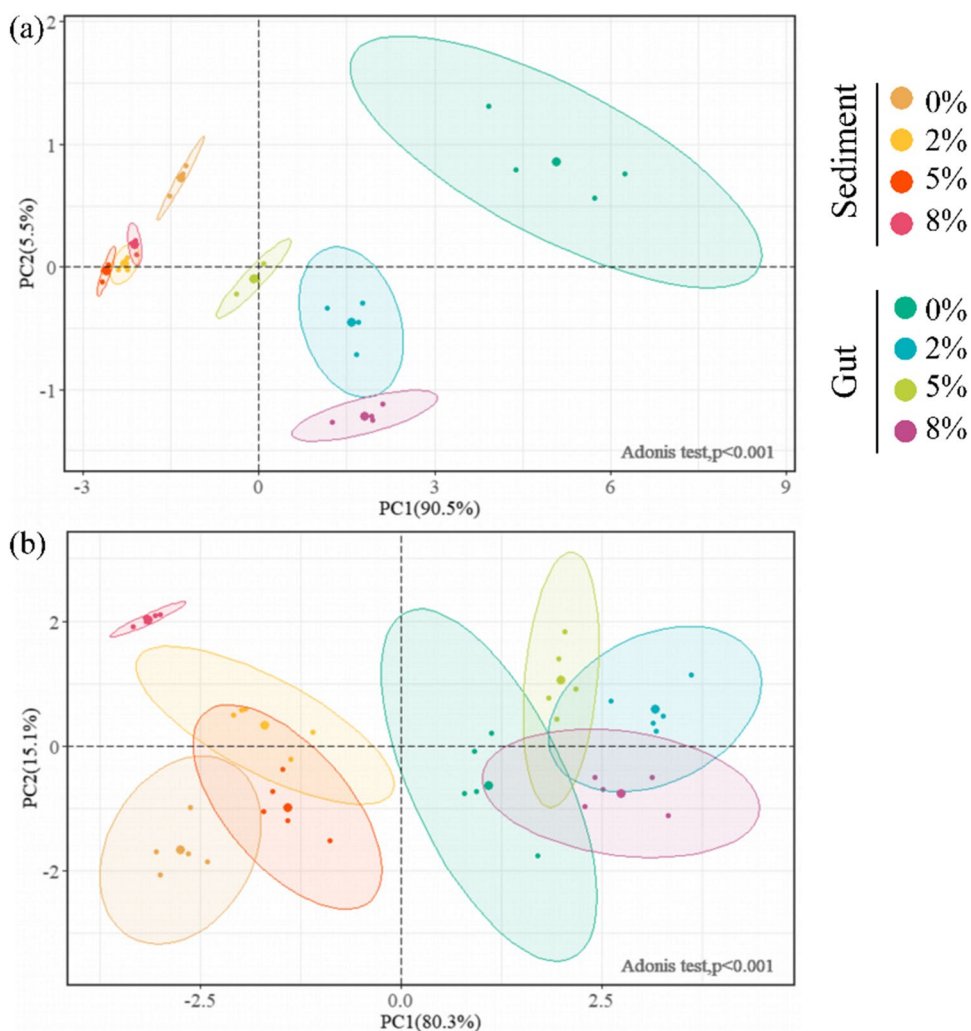 (a)
2
1
0
-1
PC2(5.5%)
Adonis test,p<0.001
-3
0
3
6
9
PC1(90.5%)
Sediment
0%
2%
5%
8%
Gut
0%
2%
5%
8%
(b)
2
0
-2
PC2(15.1%)
Adonis test,p<0.001
-2.5
0.0
2.5
PC1(80.3%)